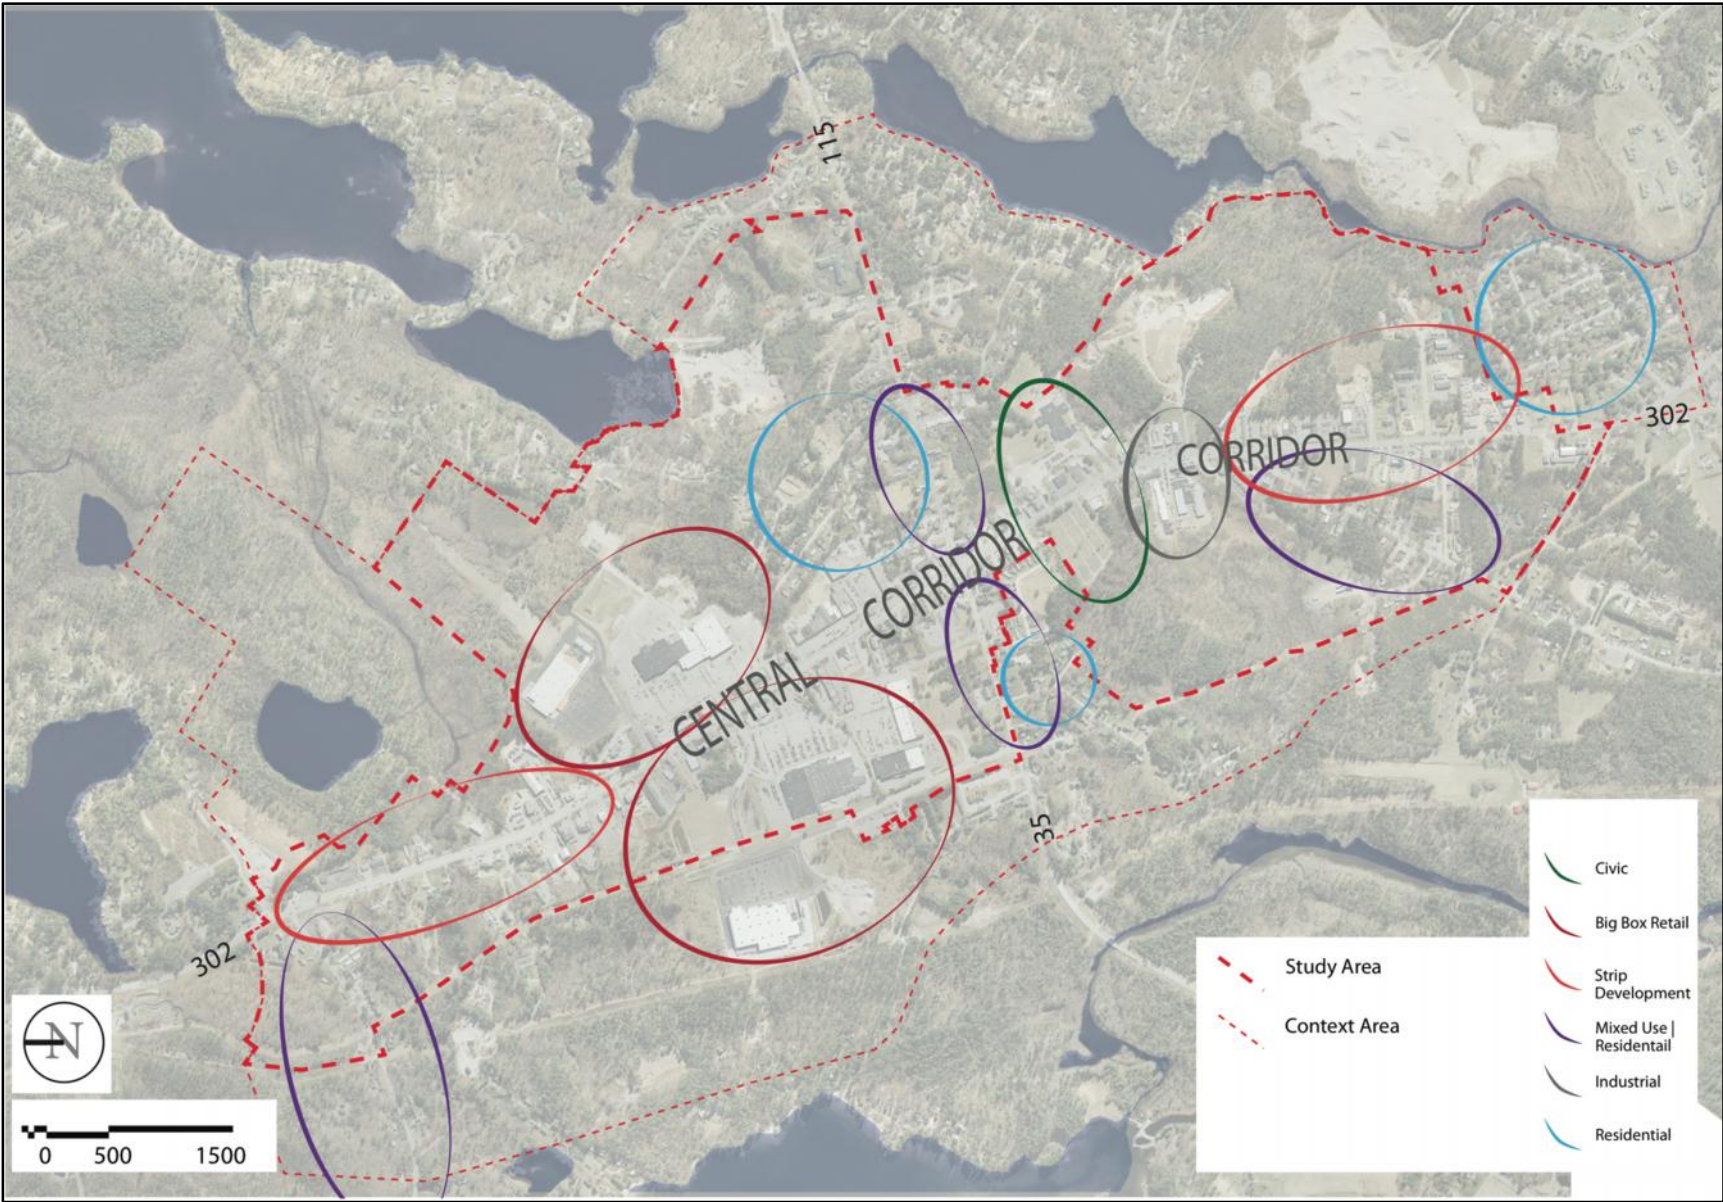 115
302
CORRIDOR
CORRIDOR
CENTRAL
35
302
N
0 500 1500
Study Area
Context Area
Civic
Big Box Retail
Strip
Development
Mixed Use |
Residentail
Industrial
Residential